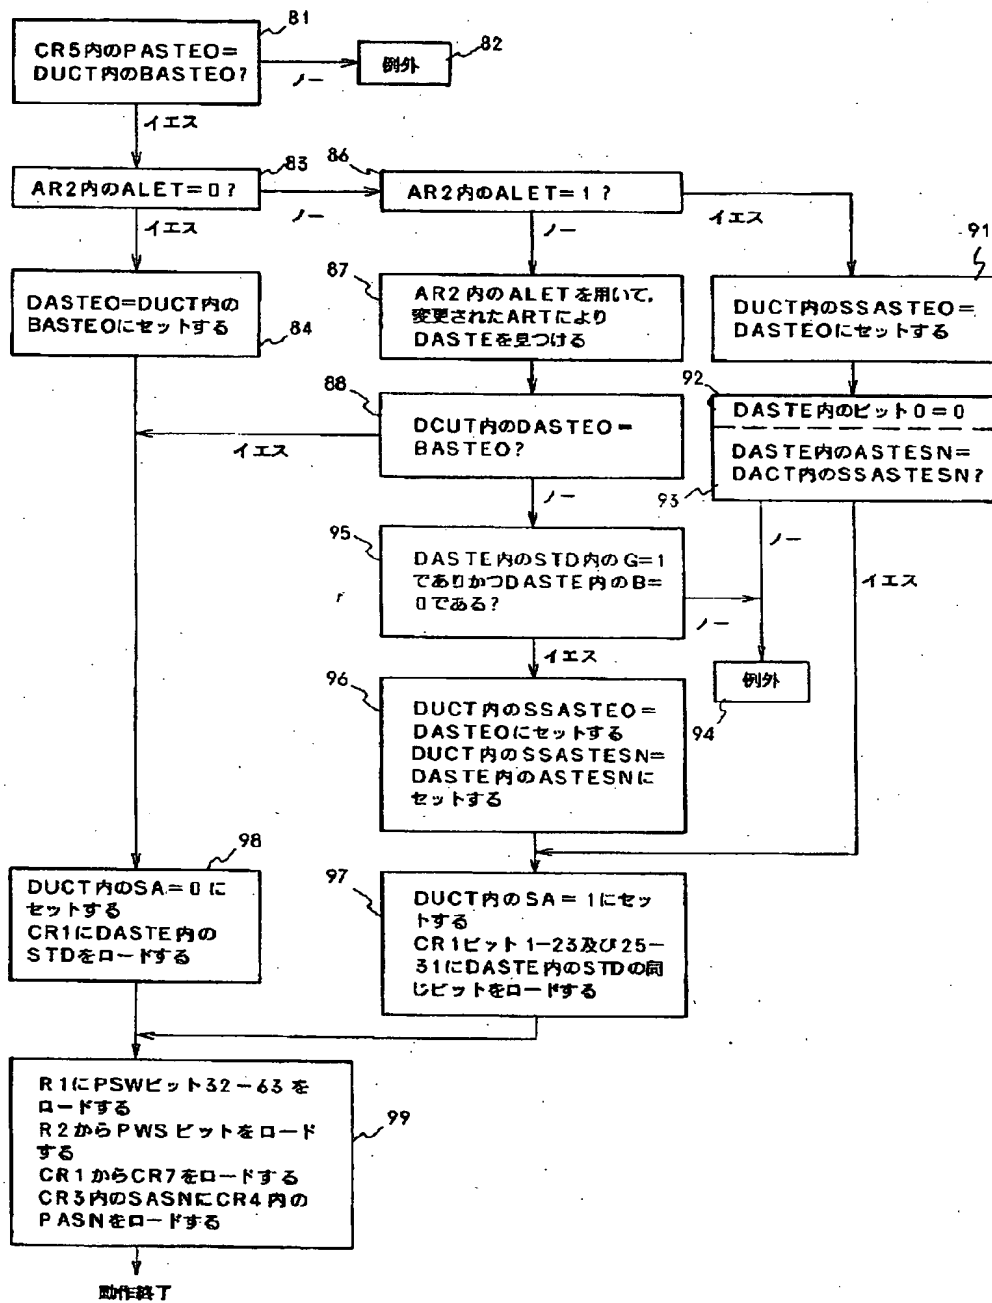 81
CR5内のPASTEO=
DUCT内のBASTEO?
ノー
例外
82
イエス
83
AR2内のALET=0?
ノー
イエス
86
AR2内のALET=1?
イエス
ノー
DASTEO=DUCT内の
BASTEOにセットする
84
87
AR2内のALETを用いて,
変更されたARTにより
DASTEを見つける
91
DUCT内のSSASTEO=
DASTEOにセットする
88
DCUT内のDASTEO=
BASTEO?
イエス
ノー
92
DASTE内のビット0=0
DASTE内のASTESN=
DACT内のSSASTESN?
93
ノー
イエス
95
DASTE内のSTD内のG=1
でありかつDASTE内のB=
0である?
ノー
イエス
例外
94
96
DUCT内のSSASTEO=
DASTEOにセットする
DUCT内のSSASTESN=
DASTE内のASTESNに
セットする
98
DUCT内のSA=0に
セットする
CR1にDASTE内の
STDをロードする
97
DUCT内のSA=1にセッ
トする
CR1ビット1-23及び25-
31にDASTE内のSTDの同
じビットをロードする
R1にPSWビット32-63を
ロードする
R2からPWSビットをロード
する
CR1からCR7をロードする
CR3内のSASNにCR4内の
PASNをロードする
99
動作終了